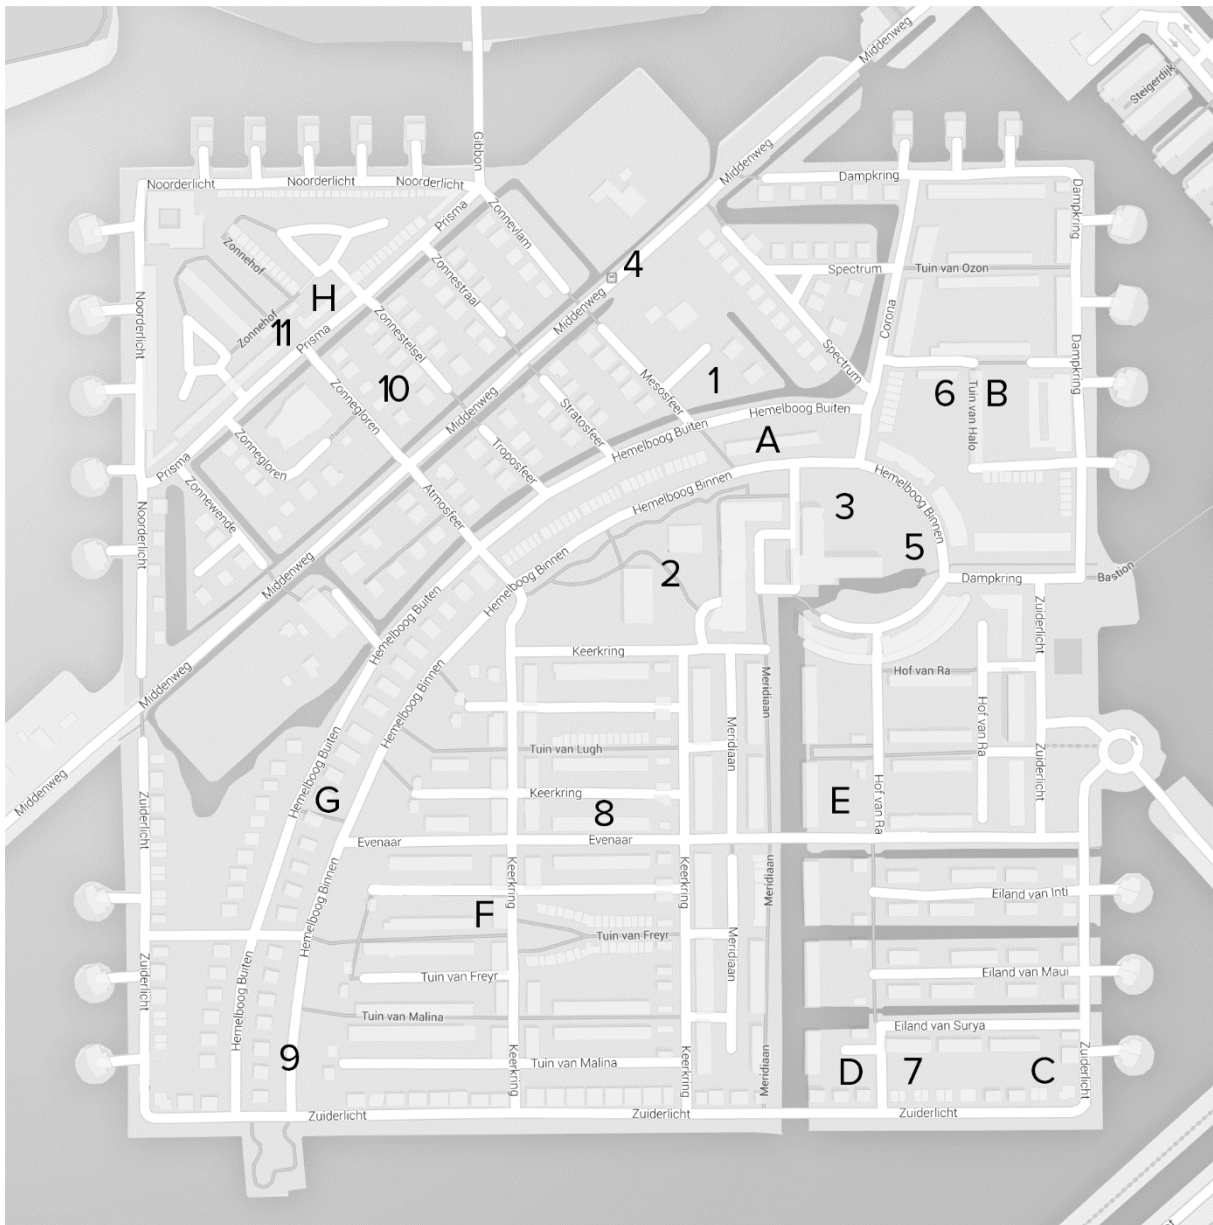 Middenweg
Steigerdijk
Gibbon
Middenweg
Dampkring
Noorderlicht
Noorderlicht
Noorderlicht
Dampkring
Prisma
Zonnevlam
Zonnehof
Zonnestraal
4
Spectrum
Tuin van Ozon
H
Zonnehof
Noorderlicht
11
Prisma
Zonnestelsel
Middenweg
Corona
Spectrum
Dampkring
10
1
6
B
Mesosfeer
Zonnegloren
Middenweg
Stratosfeer
Hemelboog Buiten
Tuin van Halo
A
Hemelboog Buiten
Troposfeer
Zonnegloren
Prisma
Hemelboog Binnen
Hemelboog Binnen
Zonnewende
Atmosfeer
3
Noorderlicht
5
2
Middenweg
Hemelboog Binnen
Dampkring
Bastion
Hemelboog Buiten
Zuiderlicht
Keerkring
Hof van Ra
Middenweg
Hemelboog Binnen
Meridiaan
Meridiaan
Hof van Ra
Tuin van Lugh
Hemelboog Buiten
Zuiderlicht
Middenweg
G
Keerkring
8
E
Hof van Ra
Zuiderlicht
Evenaar
Evenaar
Hemelboog Binnen
Keerkring
Keerkring
Meridiaan
Eiland van Inti
F
Tuin van Freyr
Meridiaan
Hemelboog Buiten
Zuiderlicht
Tuin van Freyr
Eiland van Maui
Tuin van Malina
Eiland van Surya
9
Tuin van Malina
Keerkring
Keerkring
Meridiaan
D
7
C
Zuiderlicht
Zuiderlicht
Zuiderlicht
Zuiderlicht